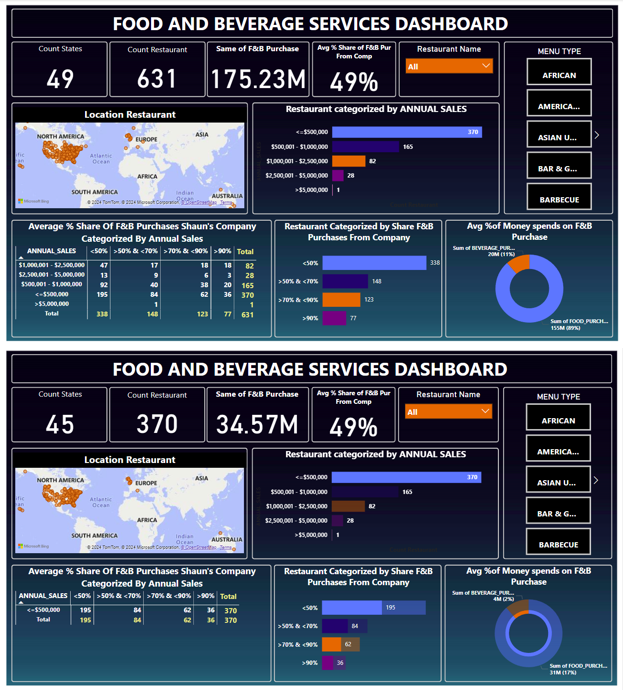 FOOD AND BEVERAGE SERVICES DASHBOARD
Count States
49
Count Restaurant
631
Same of F&B Purchase
175.23M
Avg % Share of F&B Pur
From Comp
49%
Restaurant Name
All
MENU TYPE
AFRICAN
AMERICA...
ASIAN U...
BAR & G...
BARBECUE
Location Restaurant
NORTH AMERICA
EUROPE
ASIA
Atlantic
Ocean
AFRICA
SOUTH AMERICA
Indian
Ocean
AUSTRALIA
Microsoft Bing
© 2024 TomTom, © 2024 Microsoft Corporation, © OpenStreetMap Terms
Restaurant categorized by ANNUAL SALES
<=$500,000 370
$500,001 - $1,000,000 165
$1,000,001 - $2,500,000 82
$2,500,001 - $5,000,000 28
>$5,000,000 1
Average % Share Of F&B Purchases Shaun's Company
Categorized By Annual Sales
ANNUAL_SALES <50% >50% & <70% >70% & <90% >90% Total
$1,000,001 - $2,500,000 47 17 18 18 82
$2,500,001 - $5,000,000 13 9 6 3 28
$500,001 - $1,000,000 92 40 38 20 165
<=$500,000 195 84 62 36 370
>$5,000,000 1 1
Total 338 148 123 77 631
Restaurant Categorized by Share F&B
Purchases From Company
<50% 338
>50% & <70% 148
>70% & <90% 123
>90% 77
Avg %of Money spends on F&B
Purchase
Sum of BEVERAGE_PUR...
20M (11%)
Sum of FOOD_PURCH...
155M (89%)
FOOD AND BEVERAGE SERVICES DASHBOARD
Count States
45
Count Restaurant
370
Same of F&B Purchase
34.57M
Avg % Share of F&B Pur
From Comp
49%
Restaurant Name
All
MENU TYPE
AFRICAN
AMERICA...
ASIAN U...
BAR & G...
BARBECUE
Location Restaurant
NORTH AMERICA
EUROPE
ASIA
Atlantic
Ocean
AFRICA
SOUTH AMERICA
Indian
Ocean
AUSTRALIA
Microsoft Bing
© 2024 TomTom, © 2024 Microsoft Corporation, © OpenStreetMap Terms
Restaurant categorized by ANNUAL SALES
<=$500,000 370
$500,001 - $1,000,000 165
$1,000,001 - $2,500,000 82
$2,500,001 - $5,000,000 28
>$5,000,000 1
Average % Share Of F&B Purchases Shaun's Company
Categorized By Annual Sales
ANNUAL_SALES <50% >50% & <70% >70% & <90% >90% Total
<=$500,000 195 84 62 36 370
Total 195 84 62 36 370
Restaurant Categorized by Share F&B
Purchases From Company
<50% 195
>50% & <70% 84
>70% & <90% 62
>90% 36
Avg %of Money spends on F&B
Purchase
Sum of BEVERAGE_PUR...
4M (2%)
Sum of FOOD_PURCH...
31M (17%)